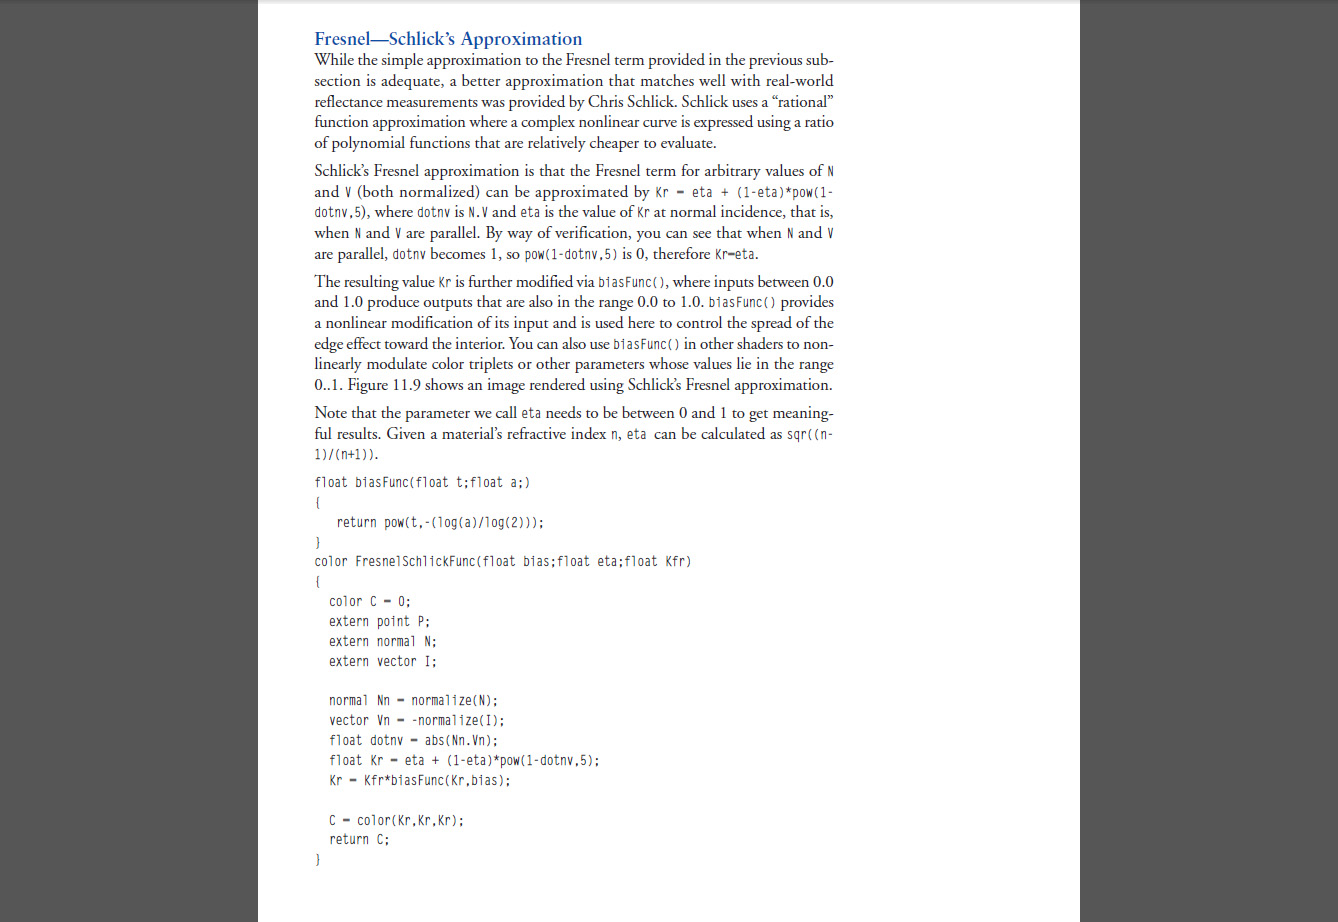 Fresnel—Schlick’s Approximation
While the simple approximation to the Fresnel term provided in the previous sub-
section is adequate, a better approximation that matches well with real-world
reflectance measurements was provided by Chris Schlick. Schlick uses a “rational”
function approximation where a complex nonlinear curve is expressed using a ratio
of polynomial functions that are relatively cheaper to evaluate.
Schlick’s Fresnel approximation is that the Fresnel term for arbitrary values of N
and V (both normalized) can be approximated by Kr = eta + (1-eta)*pow(1-
dotnv,5), where dotnv is N.V and eta is the value of Kr at normal incidence, that is,
when N and V are parallel. By way of verification, you can see that when N and V
are parallel, dotnv becomes 1, so pow(1-dotnv,5) is 0, therefore Kr=eta.
The resulting value Kr is further modified via biasFunc(), where inputs between 0.0
and 1.0 produce outputs that are also in the range 0.0 to 1.0. biasFunc() provides
a nonlinear modification of its input and is used here to control the spread of the
edge effect toward the interior. You can also use biasFunc() in other shaders to non-
linearly modulate color triplets or other parameters whose values lie in the range
0..1. Figure 11.9 shows an image rendered using Schlick’s Fresnel approximation.
Note that the parameter we call eta needs to be between 0 and 1 to get meaning-
ful results. Given a material’s refractive index n, eta can be calculated as sqr((n-
1)/(n+1)).
float biasFunc(float t;float a;)
{
return pow(t,-(log(a)/log(2)));
}
color FresnelSchlickFunc(float bias;float eta;float Kfr)
{
color C = 0;
extern point P;
extern normal N;
extern vector I;
normal Nn = normalize(N);
vector Vn = -normalize(I);
float dotnv = abs(Nn.Vn);
float Kr = eta + (1-eta)*pow(1-dotnv,5);
Kr = Kfr*biasFunc(Kr,bias);
C = color(Kr,Kr,Kr);
return C;
}